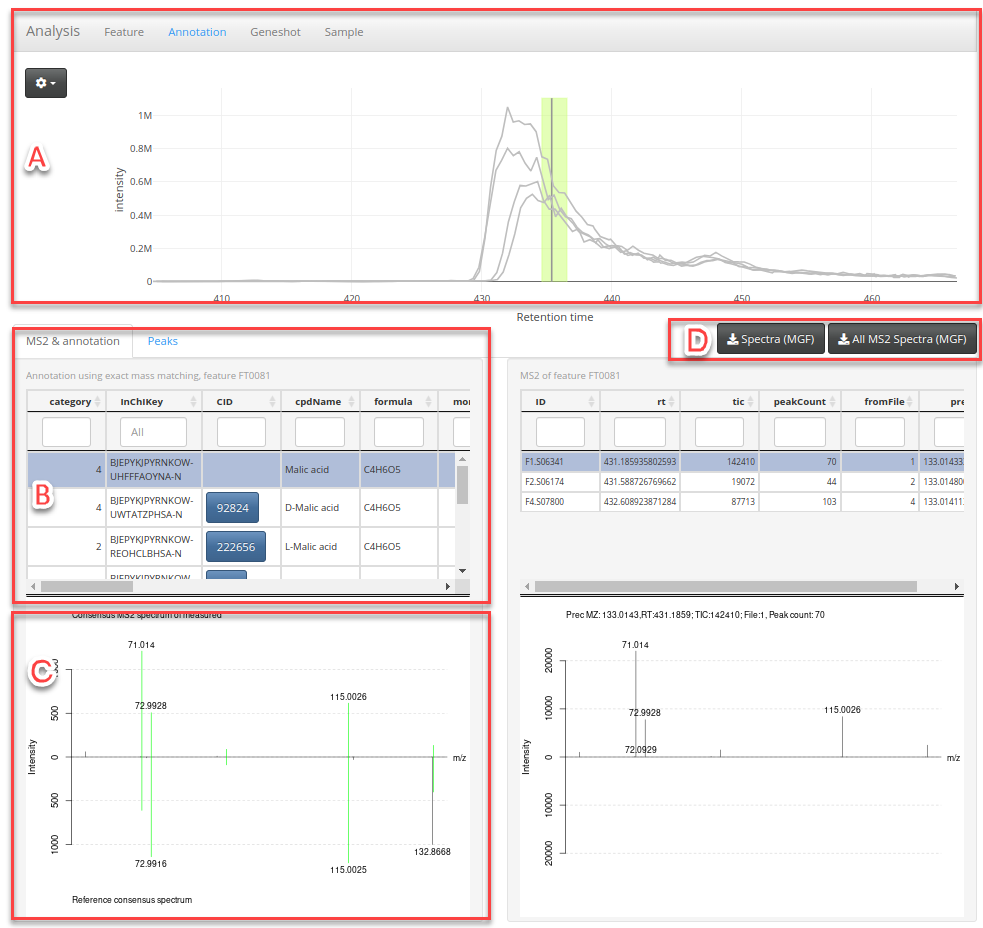 Analysis Feature Annotation Geneshot Sample
A
intensity
1M
0.8M
0.6M
0.4M
0.2M
0
410 420 430 440 450 460
Retention time
D Spectra (MGF) All MS2 Spectra (MGF)
MS2 & annotation Peaks
Annotation using exact mass matching, feature FT0081
category InChIKey CID cpdName formula
All
4 BJEPYKJPYRNKOW-UHFFFAOYNA-N Malic acid C4H6O5
B
4 BJEPYKJPYRNKOW-UWTATZPHSA-N 92824 D-Malic acid C4H6O5
2 BJEPYKJPYRNKOW-REOHCLBHSA-N 222656 L-Malic acid C4H6O5
BJEPYKJPYRNKOW-
MS2 of feature FT0081
ID rt tic peakCount fromFile
F1.S06341 431.185935802593 142410 70 1 133.01433
F2.S06174 431.588726769662 19072 44 2 133.01480
F4.S07800 432.608923871284 87713 103 4 133.01411
Consensus MS2 spectrum of measured
C
71.014
72.9928
115.0026
500
0
500
1000
Intensity
m/z
72.9916
115.0025
132.8668
Reference consensus spectrum
Prec MZ: 133.0143,RT:431.1859; TIC:142410; File:1, Peak count: 70
71.014
72.9928
115.0026
72.0929
20000
10000
0
10000
20000
Intensity
m/z